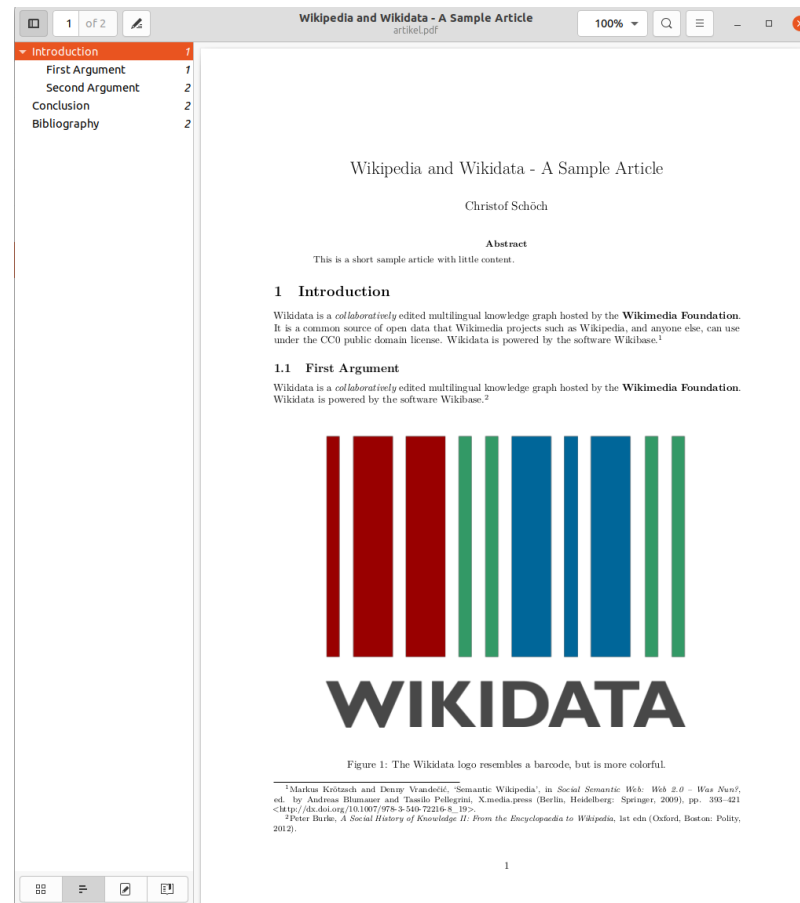 1 of 2
Wikipedia and Wikidata - A Sample Article
artikel.pdf
100%
Introduction 1
First Argument 1
Second Argument 2
Conclusion 2
Bibliography 2
Wikipedia and Wikidata - A Sample Article
Christof Schöch
Abstract
This is a short sample article with little content.
1 Introduction
Wikidata is a collaboratively edited multilingual knowledge graph hosted by the Wikimedia Foundation.
It is a common source of open data that Wikimedia projects such as Wikipedia, and anyone else, can use
under the CC0 public domain license. Wikidata is powered by the software Wikibase.1
1.1 First Argument
Wikidata is a collaboratively edited multilingual knowledge graph hosted by the Wikimedia Foundation.
Wikidata is powered by the software Wikibase.2
WIKIDATA
Figure 1: The Wikidata logo resembles a barcode, but is more colorful.
1Markus Krötzsch and Denny Vrandečić, ‘Semantic Wikipedia’, in Social Semantic Web: Web 2.0 – Was Nun?,
ed. by Andreas Blumauer and Tassilo Pellegrini, X.media.press (Berlin, Heidelberg: Springer, 2009), pp. 393–421
<http://dx.doi.org/10.1007/978-3-540-72216-8_19>.
2Peter Burke, A Social History of Knowledge II: From the Encyclopaedia to Wikipedia, 1st edn (Oxford, Boston: Polity,
2012).
1